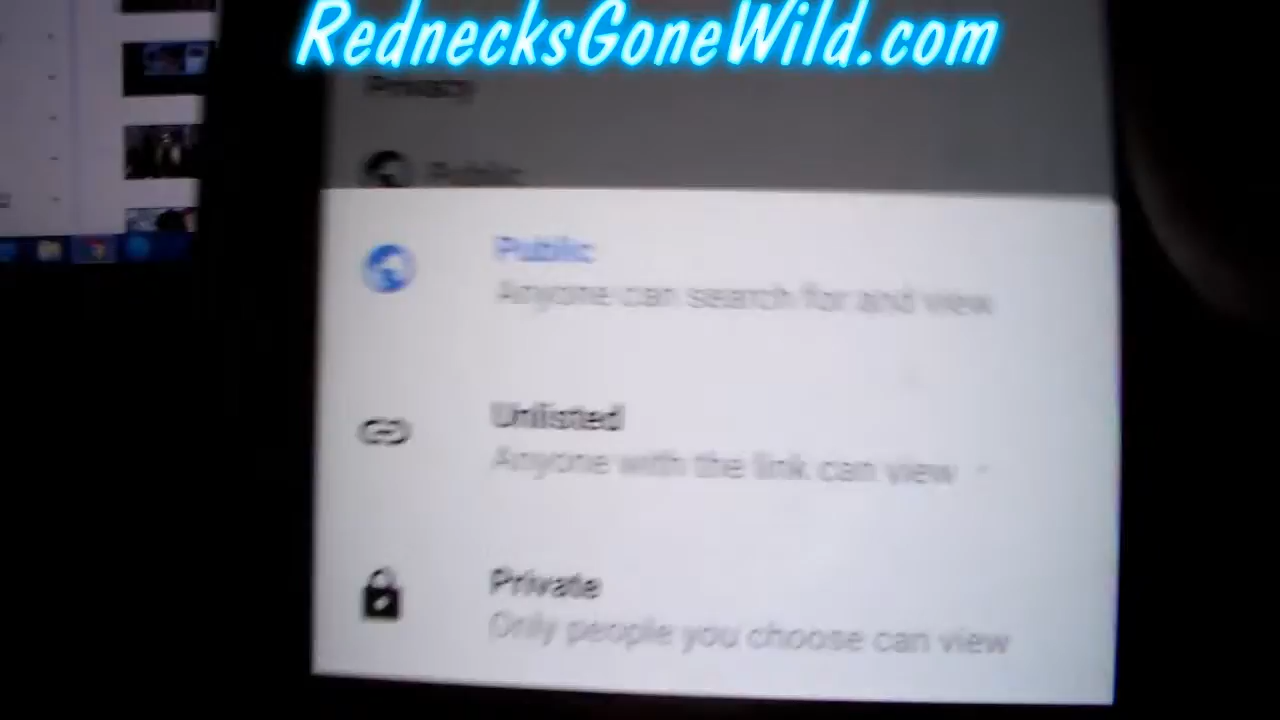 RednecksGoneWild.com
Privacy
Public
Public
Anyone can search for and view
Unlisted
Anyone with the link can view
Private
Only people you choose can view